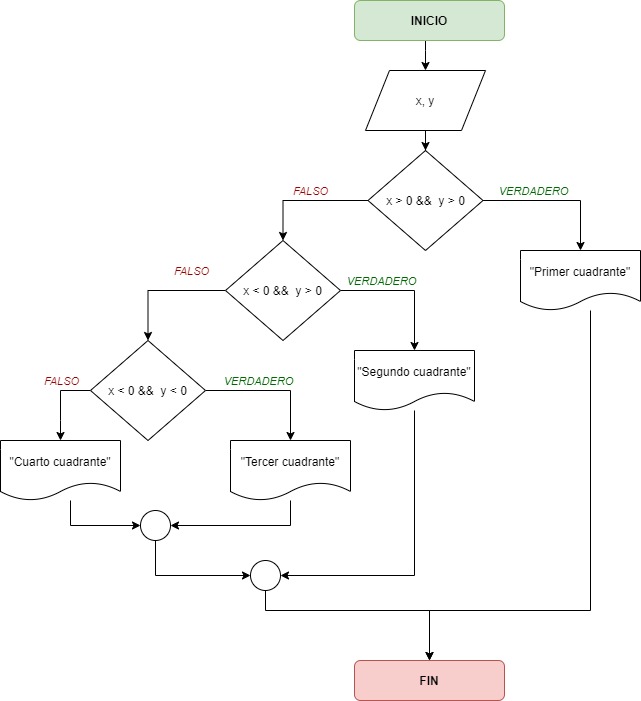 INICIO
x, y
x > 0 && y > 0
FALSO
VERDADERO
"Primer cuadrante"
x < 0 && y > 0
FALSO
VERDADERO
"Segundo cuadrante"
x < 0 && y < 0
FALSO
VERDADERO
"Cuarto cuadrante"
"Tercer cuadrante"
FIN